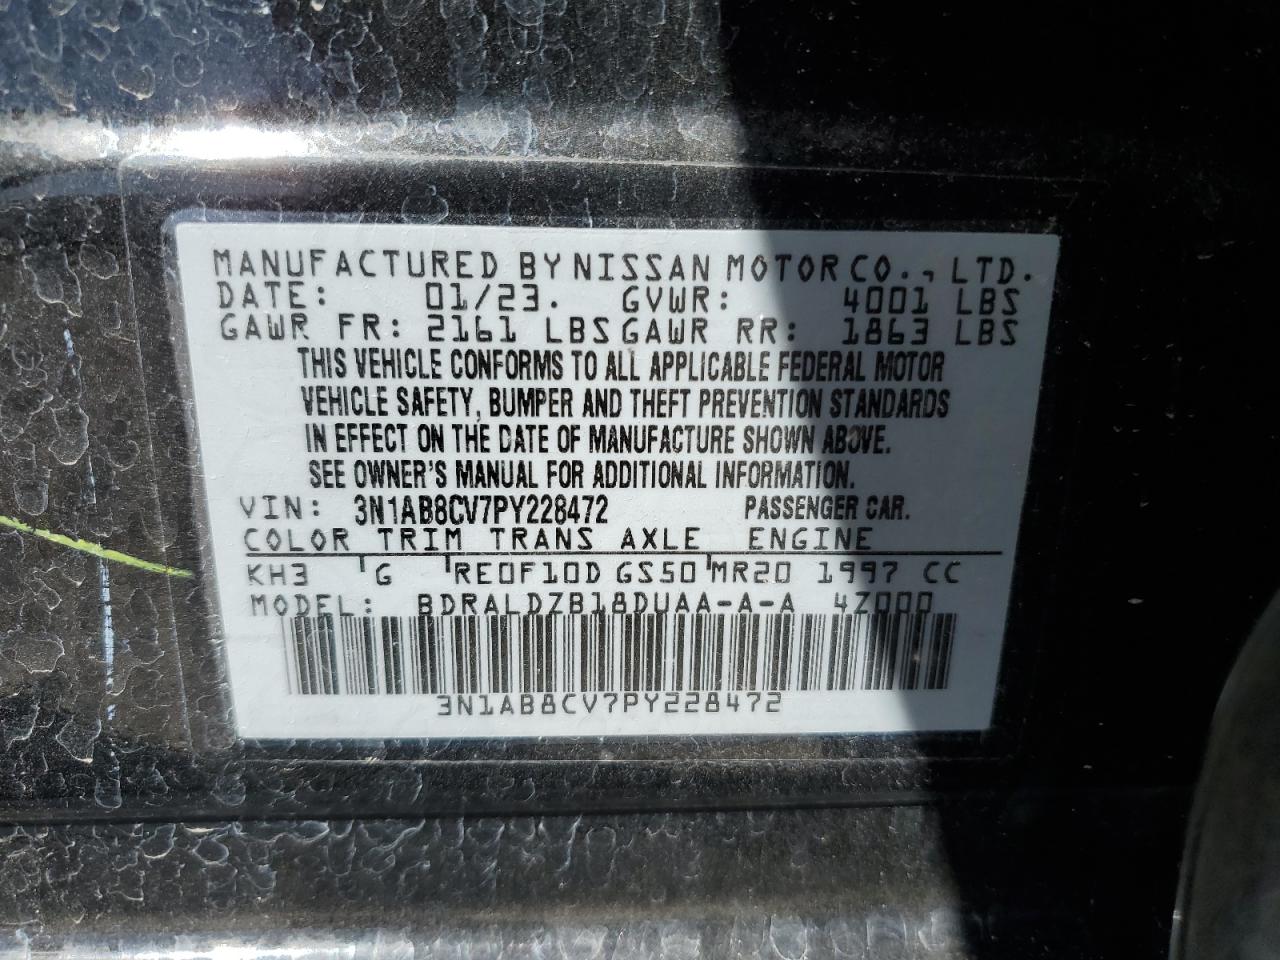 MANUFACTURED BY NISSAN MOTOR CO., LTD.
DATE: 01/23. GVWR: 4001 LBS
GAWR FR: 2161 LBS GAWR RR: 1863 LBS
THIS VEHICLE CONFORMS TO ALL APPLICABLE FEDERAL MOTOR
VEHICLE SAFETY, BUMPER AND THEFT PREVENTION STANDARDS
IN EFFECT ON THE DATE OF MANUFACTURE SHOWN ABOVE.
SEE OWNER'S MANUAL FOR ADDITIONAL INFORMATION.
VIN: 3N1AB8CV7PY228472 PASSENGER CAR.
COLOR TRIM TRANS AXLE ENGINE
KH3 G RE0F10D GS50 MR20 1997 CC
MODEL: BDRALDZB18DUAA-A-A 4Z000
3N1AB8CV7PY228472